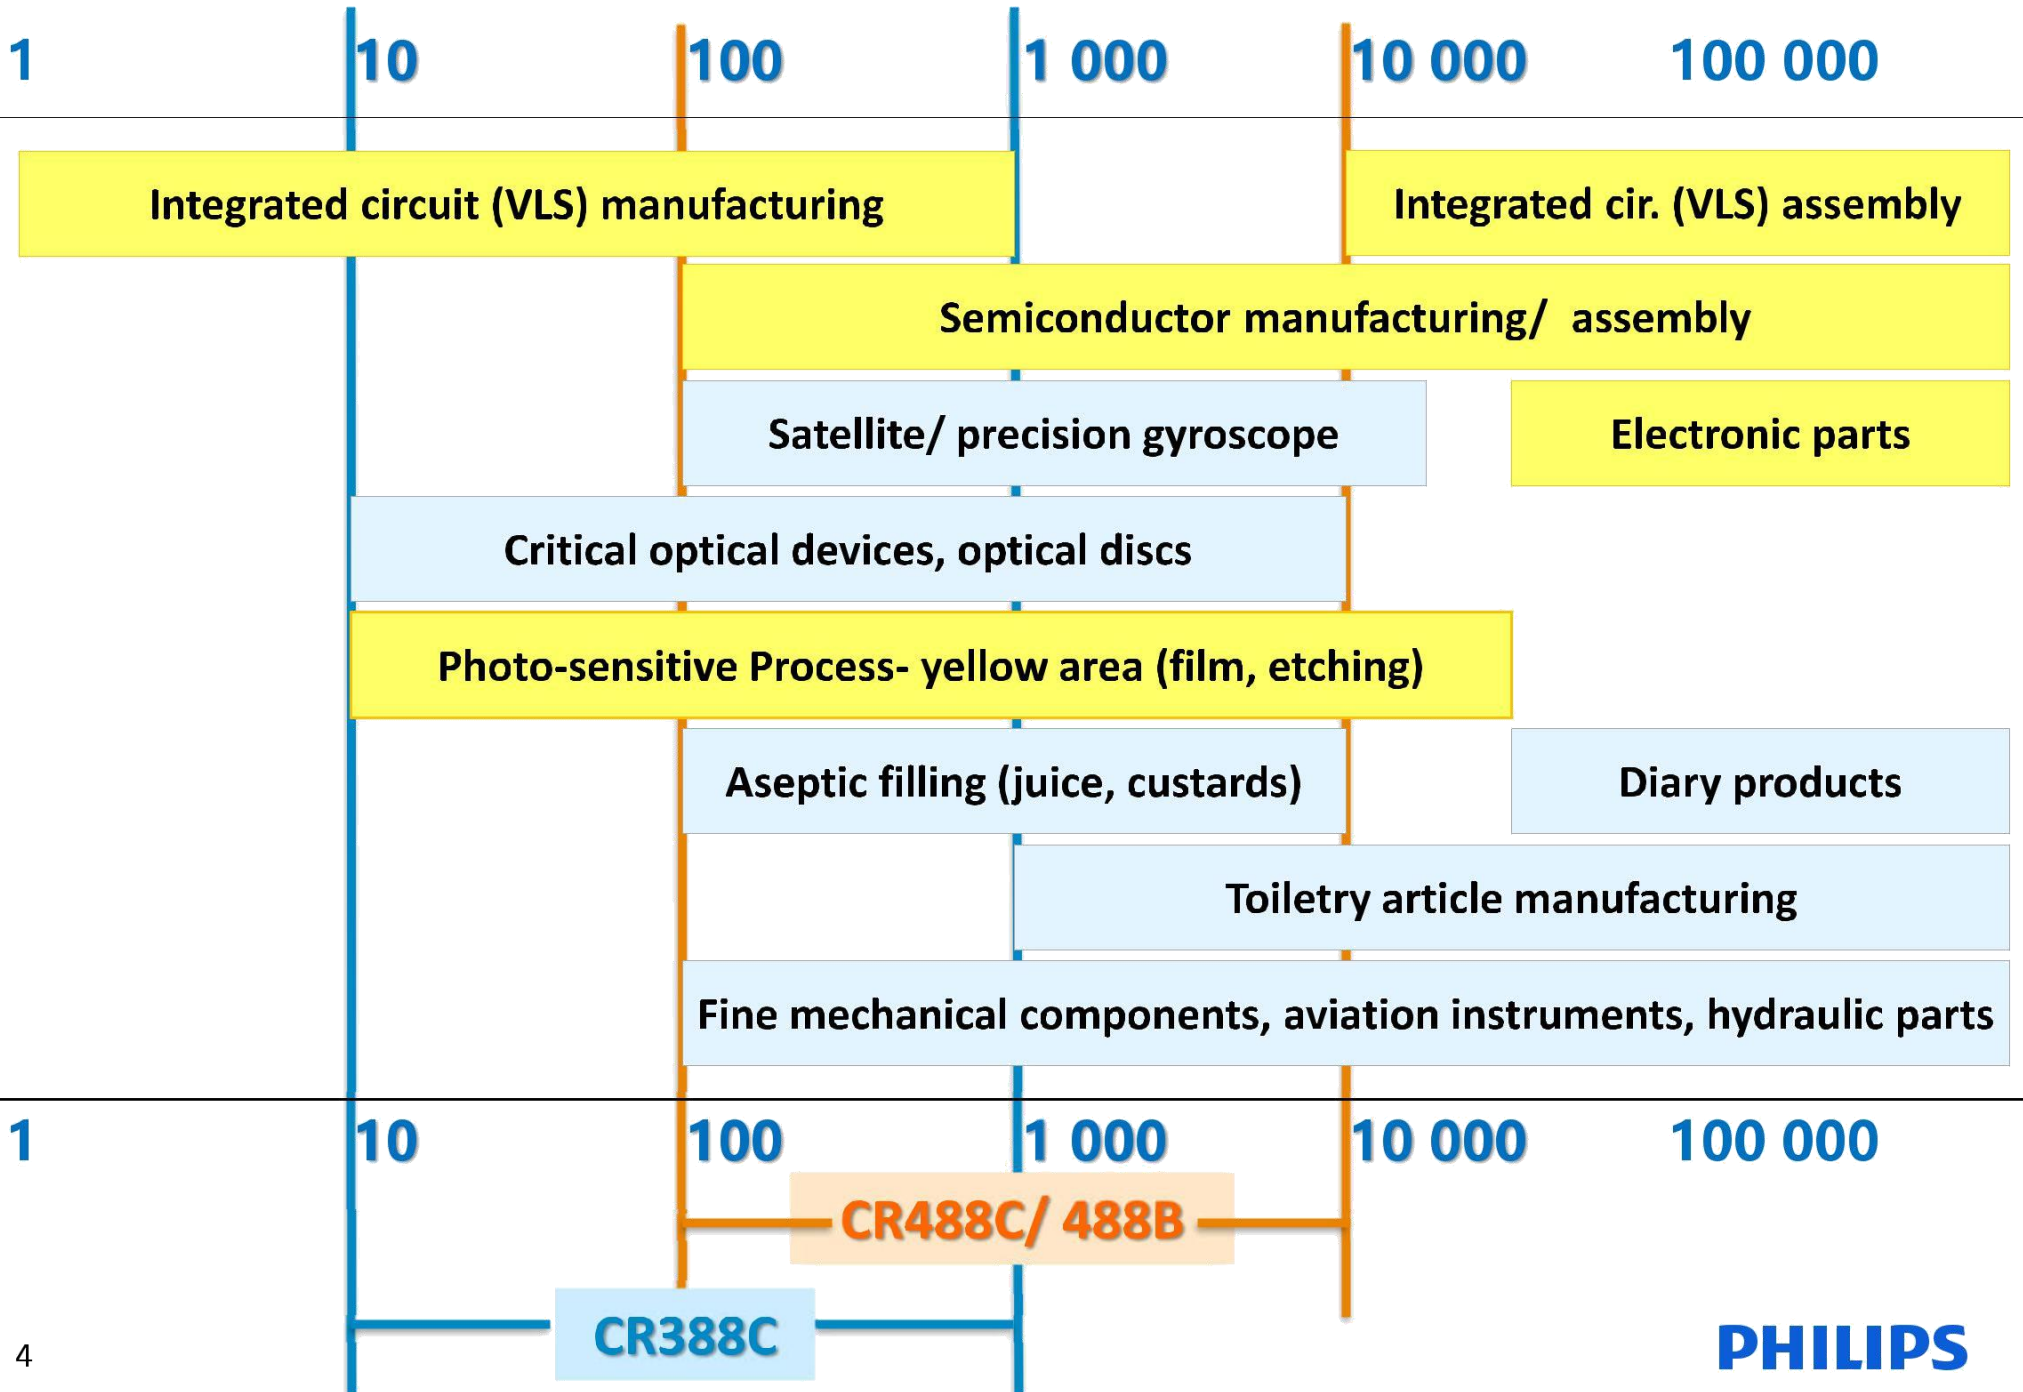 1 10 100 1 000 10 000 100 000
Integrated circuit (VLS) manufacturing
Integrated cir. (VLS) assembly
Semiconductor manufacturing/ assembly
Satellite/ precision gyroscope
Electronic parts
Critical optical devices, optical discs
Photo-sensitive Process- yellow area (film, etching)
Aseptic filling (juice, custards)
Diary products
Toiletry article manufacturing
Fine mechanical components, aviation instruments, hydraulic parts
1 10 100 1 000 10 000 100 000
CR488C/ 488B
CR388C
4
PHILIPS